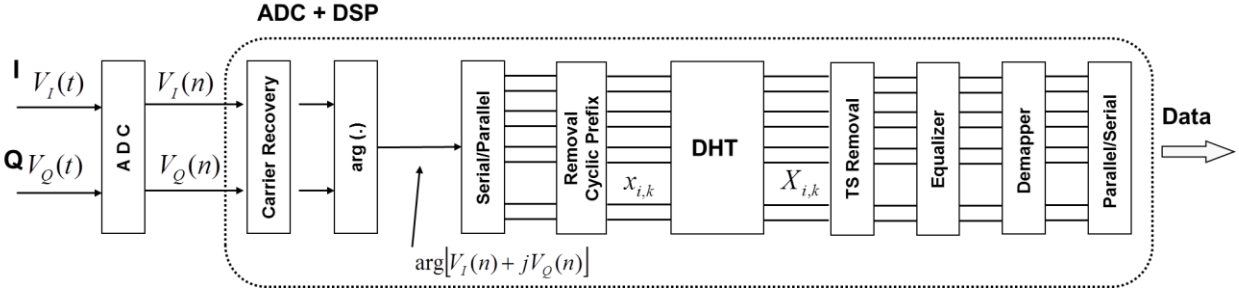 ADC + DSP
I
V_I(t)
V_I(n)
Q
V_Q(t)
V_Q(n)
A D C
Carrier Recovery
arg (.)
arg[V_I(n) + jV_Q(n)]
Serial/Parallel
Removal
Cyclic Prefix
x_{i,k}
DHT
X_{i,k}
TS Removal
Equalizer
Demapper
Parallel/Serial
Data